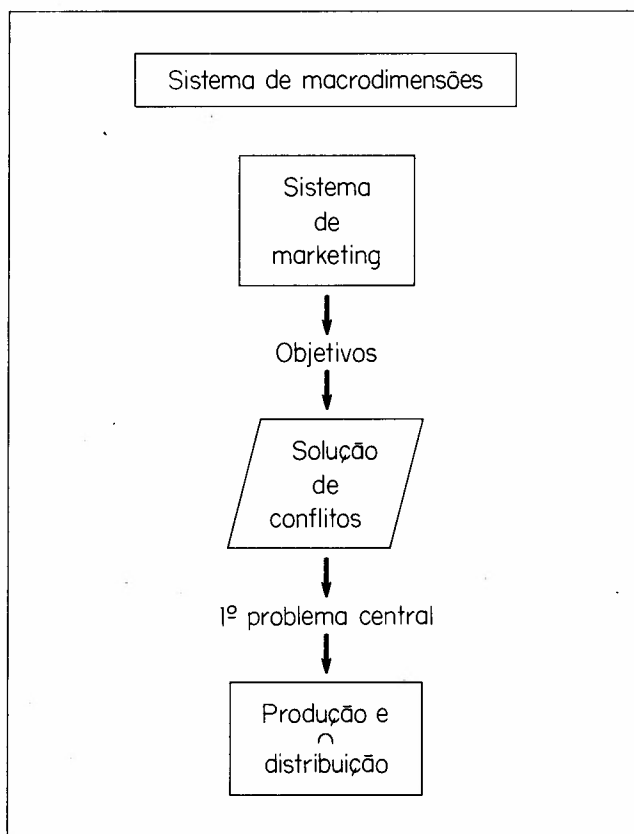 Sistema de macrodimensões
Sistema
de
marketing
Objetivos
Solução
de
conflitos
1º problema central
Produção e
distribuição